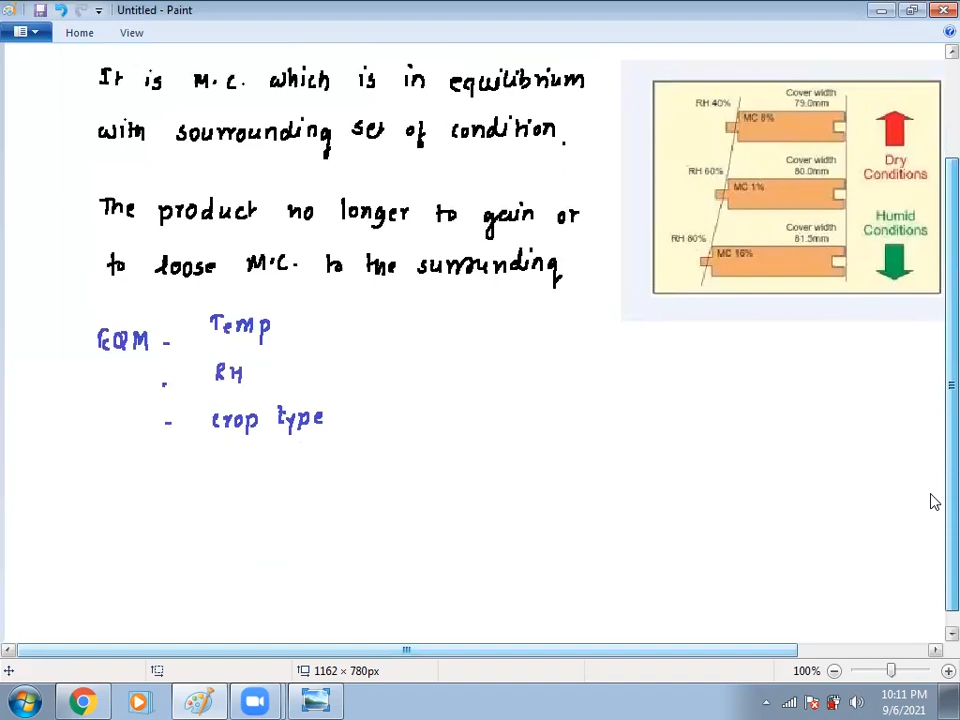 Untitled - Paint
Home View
It is M.C. which is in equilibrium
with sourrounding set of condition.
The product no longer to gain or
to loose M.C. to the surrounding
EQM - Temp
- RH
- crop type
Cover width
79.0mm
RH 40%
MC 8%
Cover width
80.0mm
RH 60%
MC 1%
Cover width
81.5mm
RH 80%
MC 16%
Dry
Conditions
Humid
Conditions
1162 × 780px
100%
10:11 PM
9/6/2021